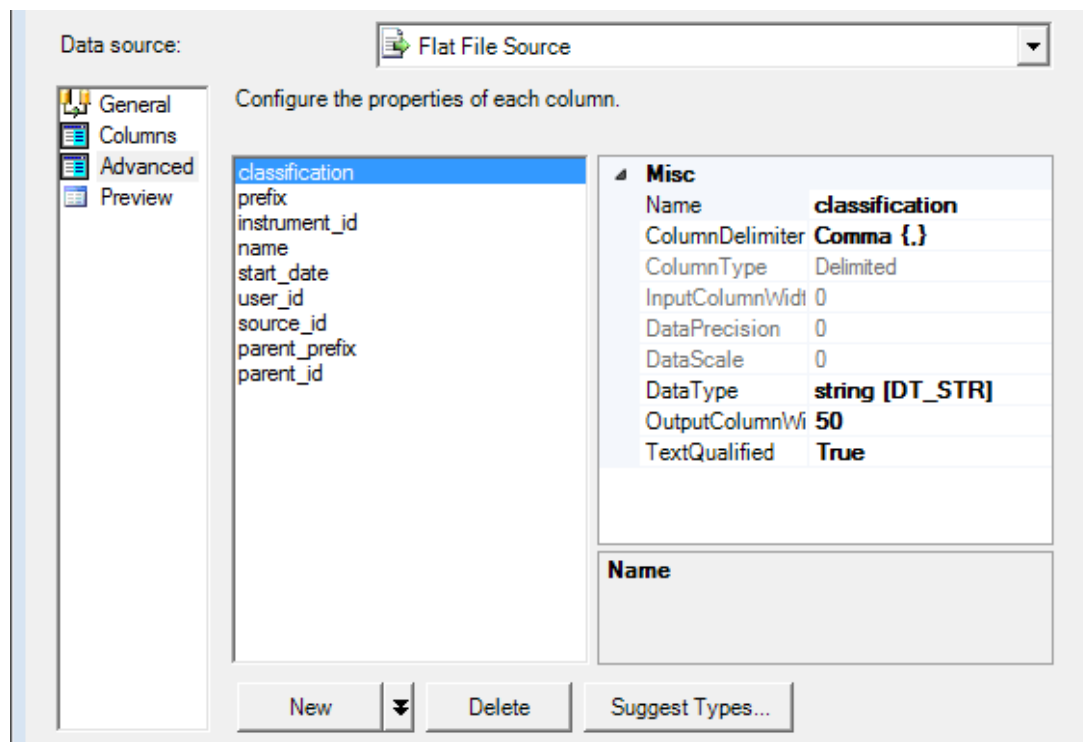 Data source:
Flat File Source
General
Columns
Advanced
Preview
Configure the properties of each column.
classification
prefix
instrument_id
name
start_date
user_id
source_id
parent_prefix
parent_id
Misc
Name classification
ColumnDelimiter Comma {,}
ColumnType Delimited
InputColumnWidt 0
DataPrecision 0
DataScale 0
DataType string [DT_STR]
OutputColumnWi 50
TextQualified True
Name
New
Delete
Suggest Types...